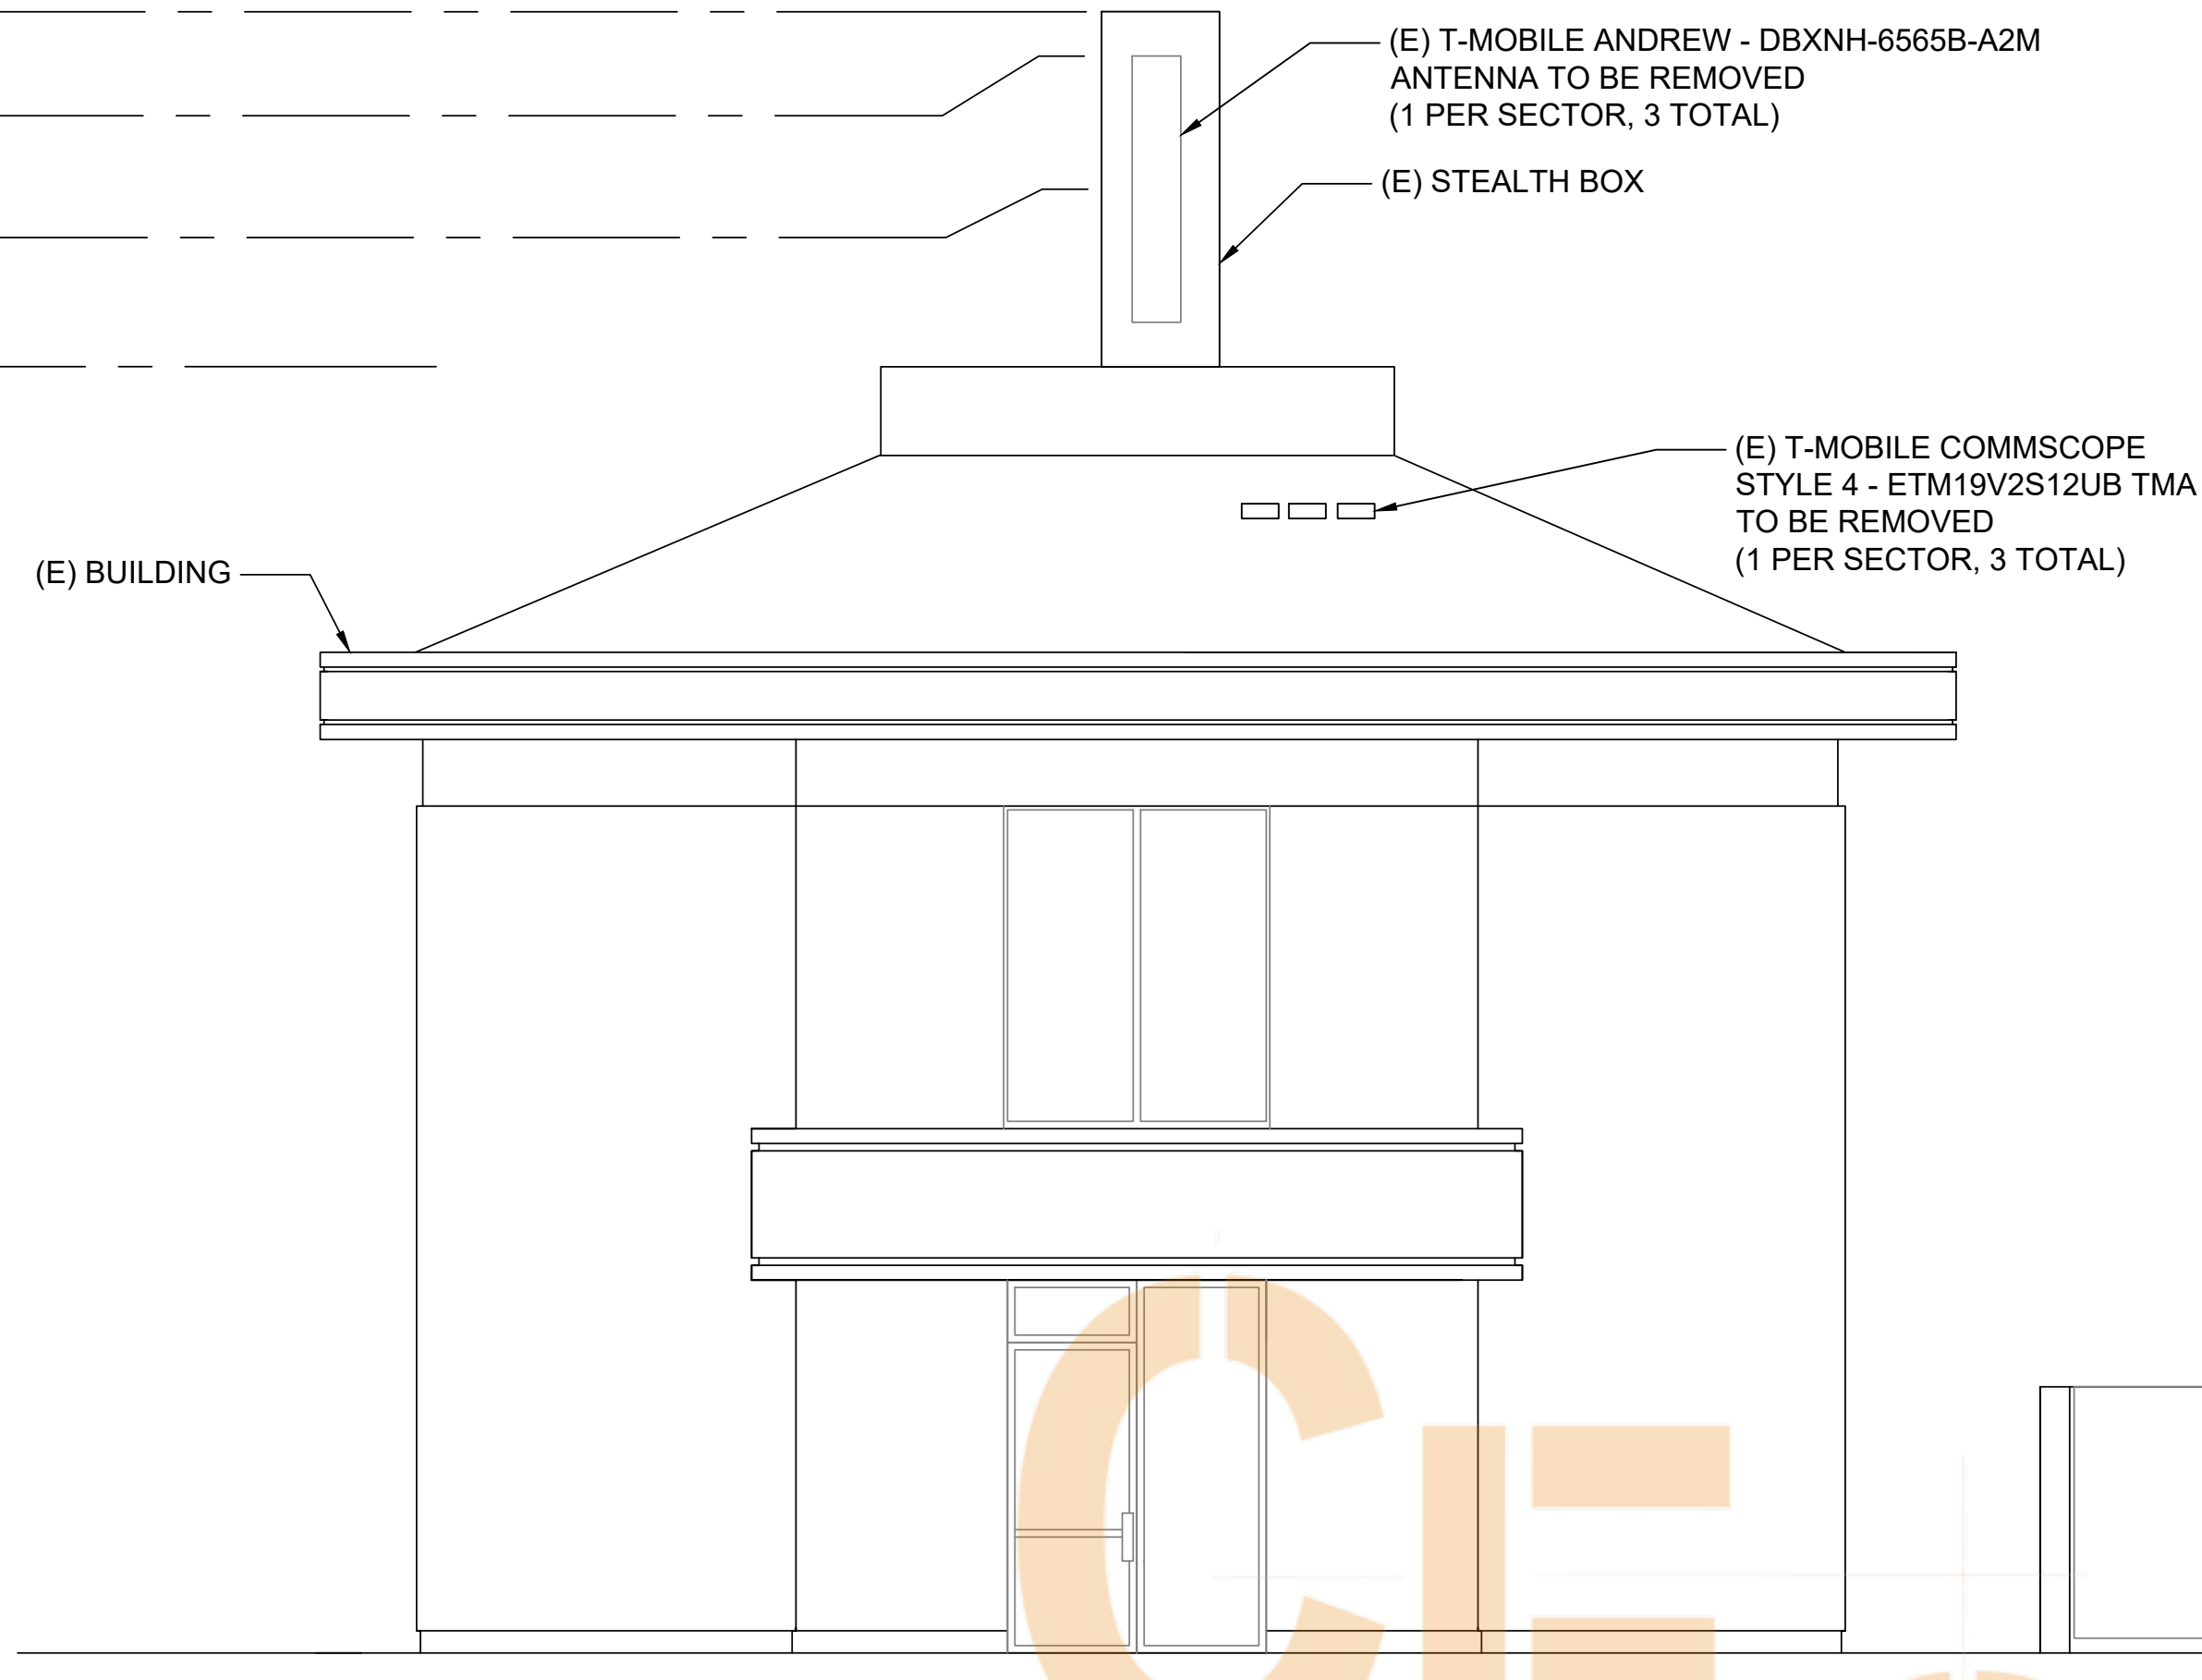 (E) T-MOBILE ANDREW - DBXNH-6565B-A2M
ANTENNA TO BE REMOVED
(1 PER SECTOR, 3 TOTAL)
(E) STEALTH BOX
(E) T-MOBILE COMMSCOPE
STYLE 4 - ETM19V2S12UB TMA
TO BE REMOVED
(1 PER SECTOR, 3 TOTAL)
(E) BUILDING